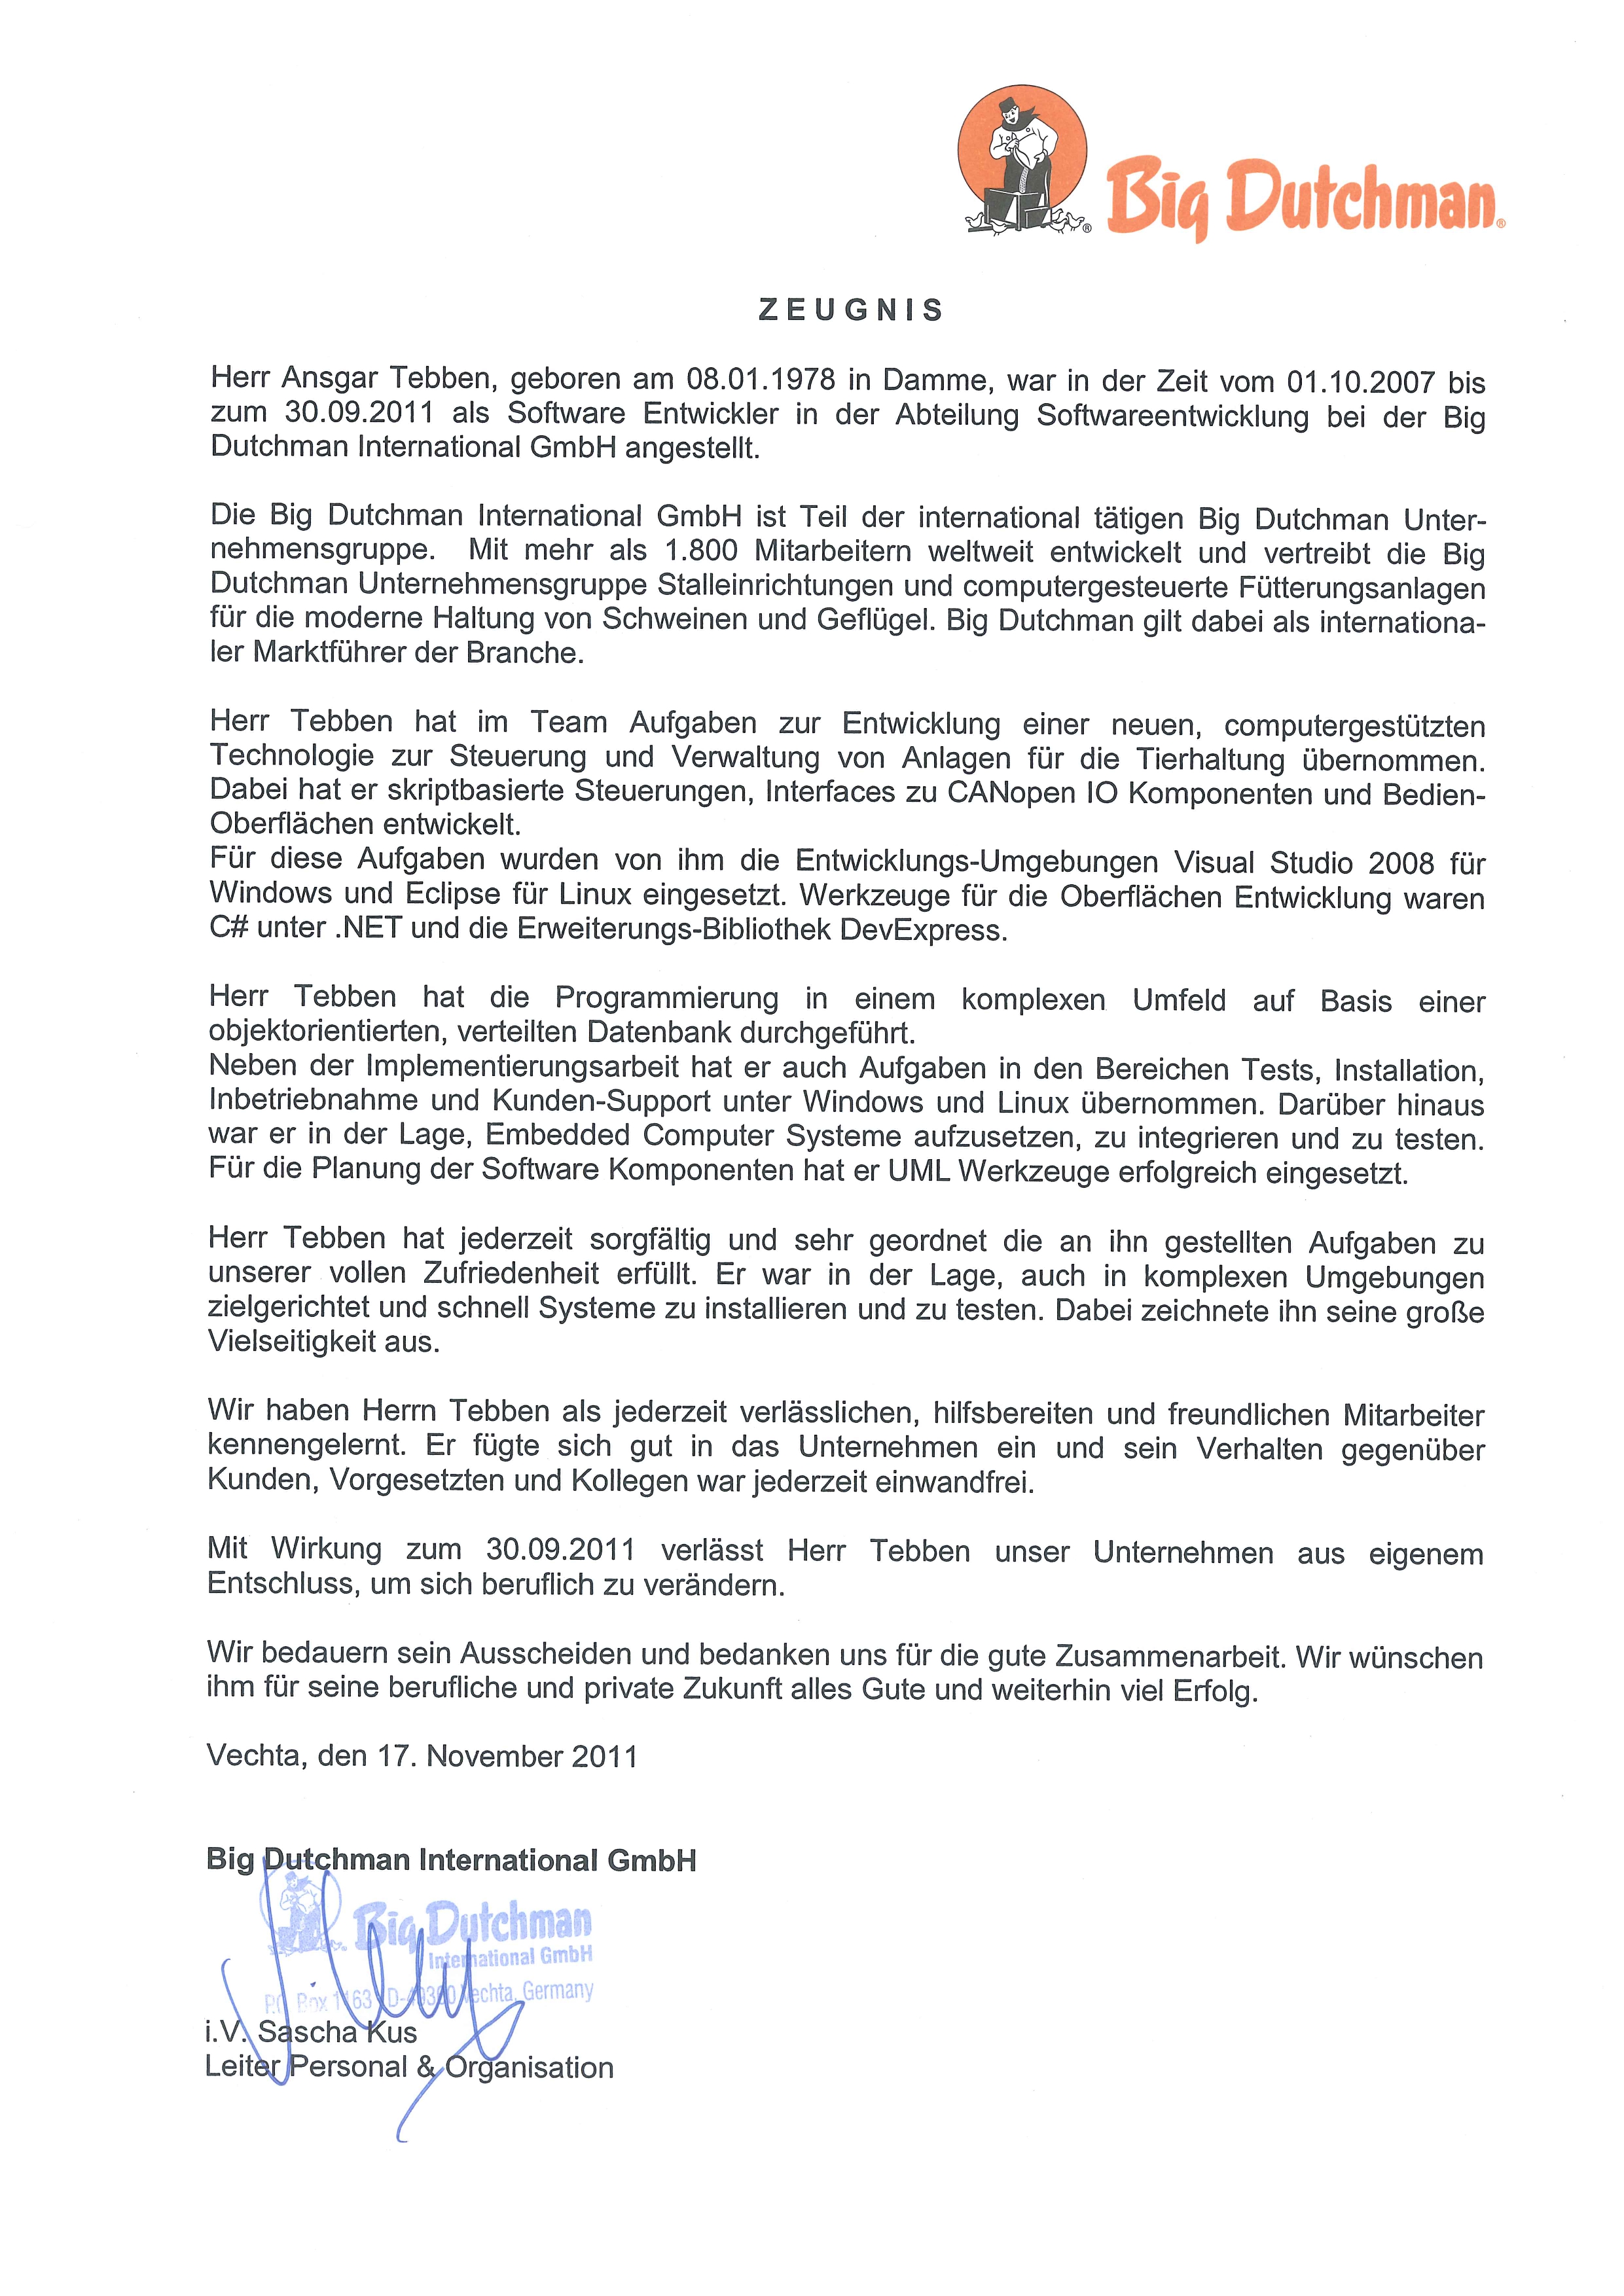 Big Dutchman®
ZEUGNIS
Herr Ansgar Tebben, geboren am 08.01.1978 in Damme, war in der Zeit vom 01.10.2007 bis
zum 30.09.2011 als Software Entwickler in der Abteilung Softwareentwicklung bei der Big
Dutchman International GmbH angestellt.
Die Big Dutchman International GmbH ist Teil der international tätigen Big Dutchman Unter-
nehmensgruppe. Mit mehr als 1.800 Mitarbeitern weltweit entwickelt und vertreibt die Big
Dutchman Unternehmensgruppe Stalleinrichtungen und computergesteuerte Fütterungsanlagen
für die moderne Haltung von Schweinen und Geflügel. Big Dutchman gilt dabei als internationa-
ler Marktführer der Branche.
Herr Tebben hat im Team Aufgaben zur Entwicklung einer neuen, computergestützten
Technologie zur Steuerung und Verwaltung von Anlagen für die Tierhaltung übernommen.
Dabei hat er skriptbasierte Steuerungen, Interfaces zu CANopen IO Komponenten und Bedien-
Oberflächen entwickelt.
Für diese Aufgaben wurden von ihm die Entwicklungs-Umgebungen Visual Studio 2008 für
Windows und Eclipse für Linux eingesetzt. Werkzeuge für die Oberflächen Entwicklung waren
C# unter .NET und die Erweiterungs-Bibliothek DevExpress.
Herr Tebben hat die Programmierung in einem komplexen Umfeld auf Basis einer
objektorientierten, verteilten Datenbank durchgeführt.
Neben der Implementierungsarbeit hat er auch Aufgaben in den Bereichen Tests, Installation,
Inbetriebnahme und Kunden-Support unter Windows und Linux übernommen. Darüber hinaus
war er in der Lage, Embedded Computer Systeme aufzusetzen, zu integrieren und zu testen.
Für die Planung der Software Komponenten hat er UML Werkzeuge erfolgreich eingesetzt.
Herr Tebben hat jederzeit sorgfältig und sehr geordnet die an ihn gestellten Aufgaben zu
unserer vollen Zufriedenheit erfüllt. Er war in der Lage, auch in komplexen Umgebungen
zielgerichtet und schnell Systeme zu installieren und zu testen. Dabei zeichnete ihn seine große
Vielseitigkeit aus.
Wir haben Herrn Tebben als jederzeit verlässlichen, hilfsbereiten und freundlichen Mitarbeiter
kennengelernt. Er fügte sich gut in das Unternehmen ein und sein Verhalten gegenüber
Kunden, Vorgesetzten und Kollegen war jederzeit einwandfrei.
Mit Wirkung zum 30.09.2011 verlässt Herr Tebben unser Unternehmen aus eigenem
Entschluss, um sich beruflich zu verändern.
Wir bedauern sein Ausscheiden und bedanken uns für die gute Zusammenarbeit. Wir wünschen
ihm für seine berufliche und private Zukunft alles Gute und weiterhin viel Erfolg.
Vechta, den 17. November 2011
Big Dutchman International GmbH
Big Dutchman
International GmbH
P.O. Box 1163 D-49360 Vechta, Germany
i.V. Sascha Kus
Leiter Personal & Organisation